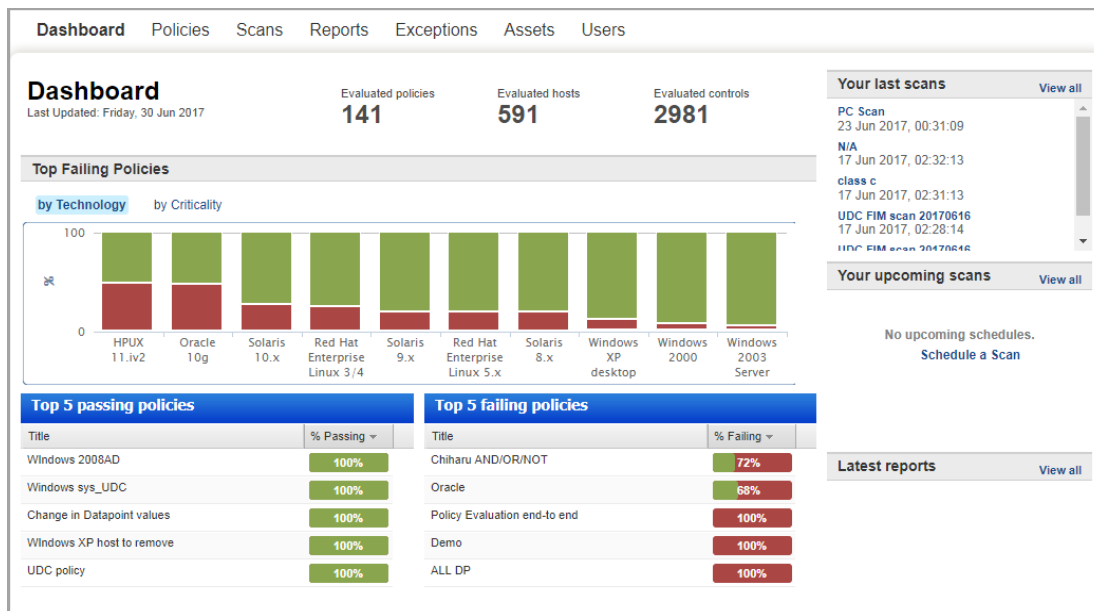 Dashboard Policies Scans Reports Exceptions Assets Users
Dashboard
Last Updated: Friday, 30 Jun 2017
Evaluated policies
141
Evaluated hosts
591
Evaluated controls
2981
Top Failing Policies
by Technology by Criticality
100
%
0
HPUX
11.iv2
Oracle
10g
Solaris
10.x
Red Hat
Enterprise
Linux 3/4
Solaris
9.x
Red Hat
Enterprise
Linux 5.x
Solaris
8.x
Windows
XP
desktop
Windows
2000
Windows
2003
Server
Top 5 passing policies
Title % Passing
WIndows 2008AD 100%
Windows sys_UDC 100%
Change in Datapoint values 100%
WIndows XP host to remove 100%
UDC policy 100%
Top 5 failing policies
Title % Failing
Chiharu AND/OR/NOT 72%
Oracle 68%
Policy Evaluation end-to end 100%
Demo 100%
ALL DP 100%
Your last scans View all
PC Scan
23 Jun 2017, 00:31:09
N/A
17 Jun 2017, 02:32:13
class c
17 Jun 2017, 02:31:13
UDC FIM scan 20170616
17 Jun 2017, 02:28:14
UDC FIM scan 20170616
Your upcoming scans View all
No upcoming schedules.
Schedule a Scan
Latest reports View all